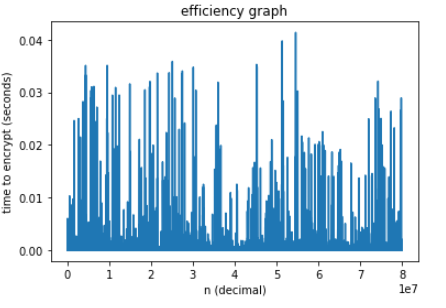 efficiency graph
time to encrypt (seconds)
0.04
0.03
0.02
0.01
0.00
0 1 2 3 4 5 6 7 8
1e7
n (decimal)